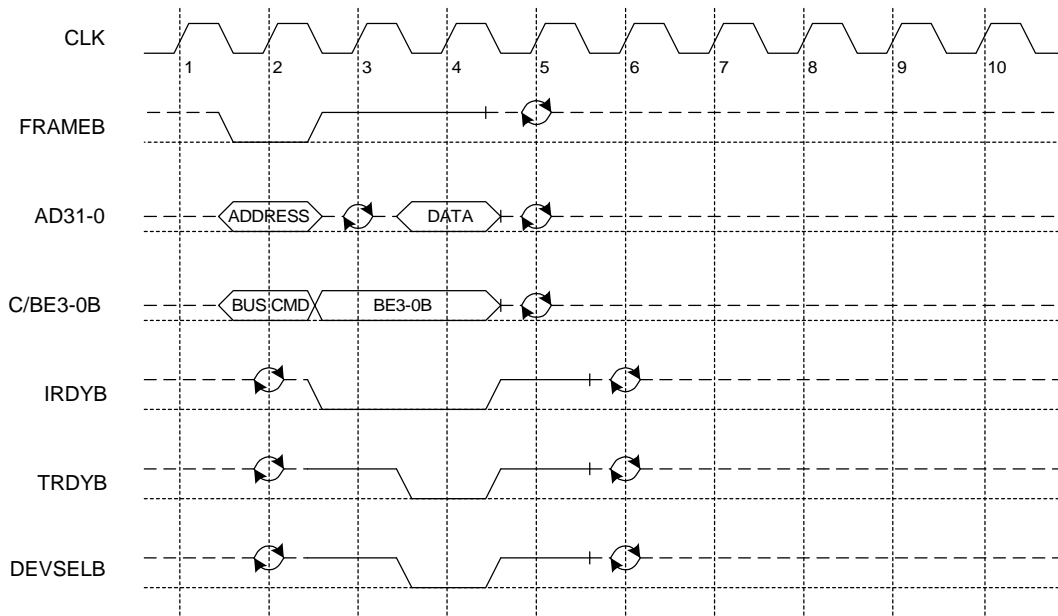 CLK
1 2 3 4 5 6 7 8 9 10
FRAMEB
AD31-0 ADDRESS DATA
C/BE3-0B BUS CMD BE3-0B
IRDYB
TRDYB
DEVSELB